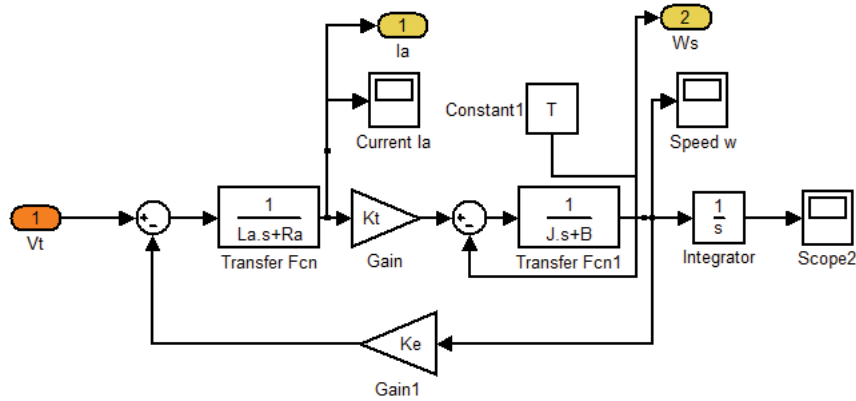 1
Ia
2
Ws
Current Ia
Constant1
T
Speed w
1
Vt
+
-
1
La.s+Ra
Transfer Fcn
Kt
Gain
+
-
1
J.s+B
Transfer Fcn1
1
s
Integrator
Scope2
Ke
Gain1